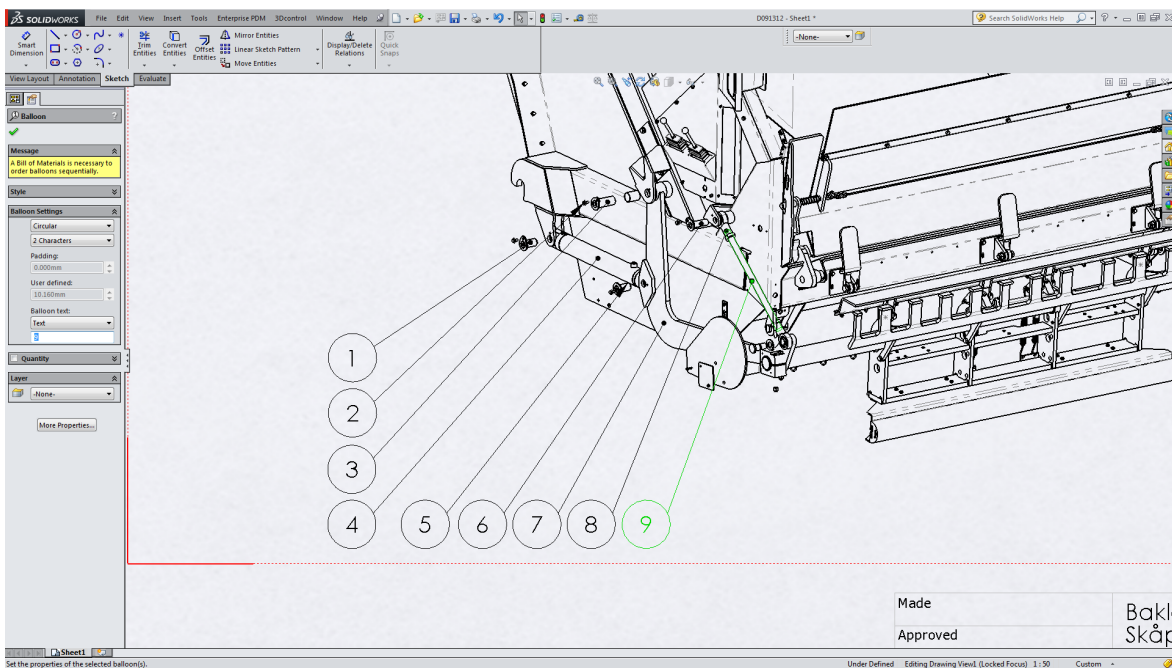 SOLIDWORKS File Edit View Insert Tools Enterprise PDM 3Dcontrol Window Help
D091312 - Sheet1 *
Search SolidWorks Help
Smart Dimension
Trim Entities
Convert Entities
Offset Entities
Mirror Entities
Linear Sketch Pattern
Move Entities
Display/Delete Relations
Quick Snaps
-None-
View Layout Annotation Sketch Evaluate
Balloon
?
Message
A Bill of Materials is necessary to
order balloons sequentially.
Style
Balloon Settings
Circular
2 Characters
Padding:
0.000mm
User defined:
10.160mm
Balloon text:
Text
9
Quantity
Layer
-None-
More Properties...
1
2
3
4 5 6 7 8 9
Made
Approved
Sheet1
Set the properties of the selected balloon(s).
Under Defined Editing Drawing View1 (Locked Focus) 1 : 50 Custom